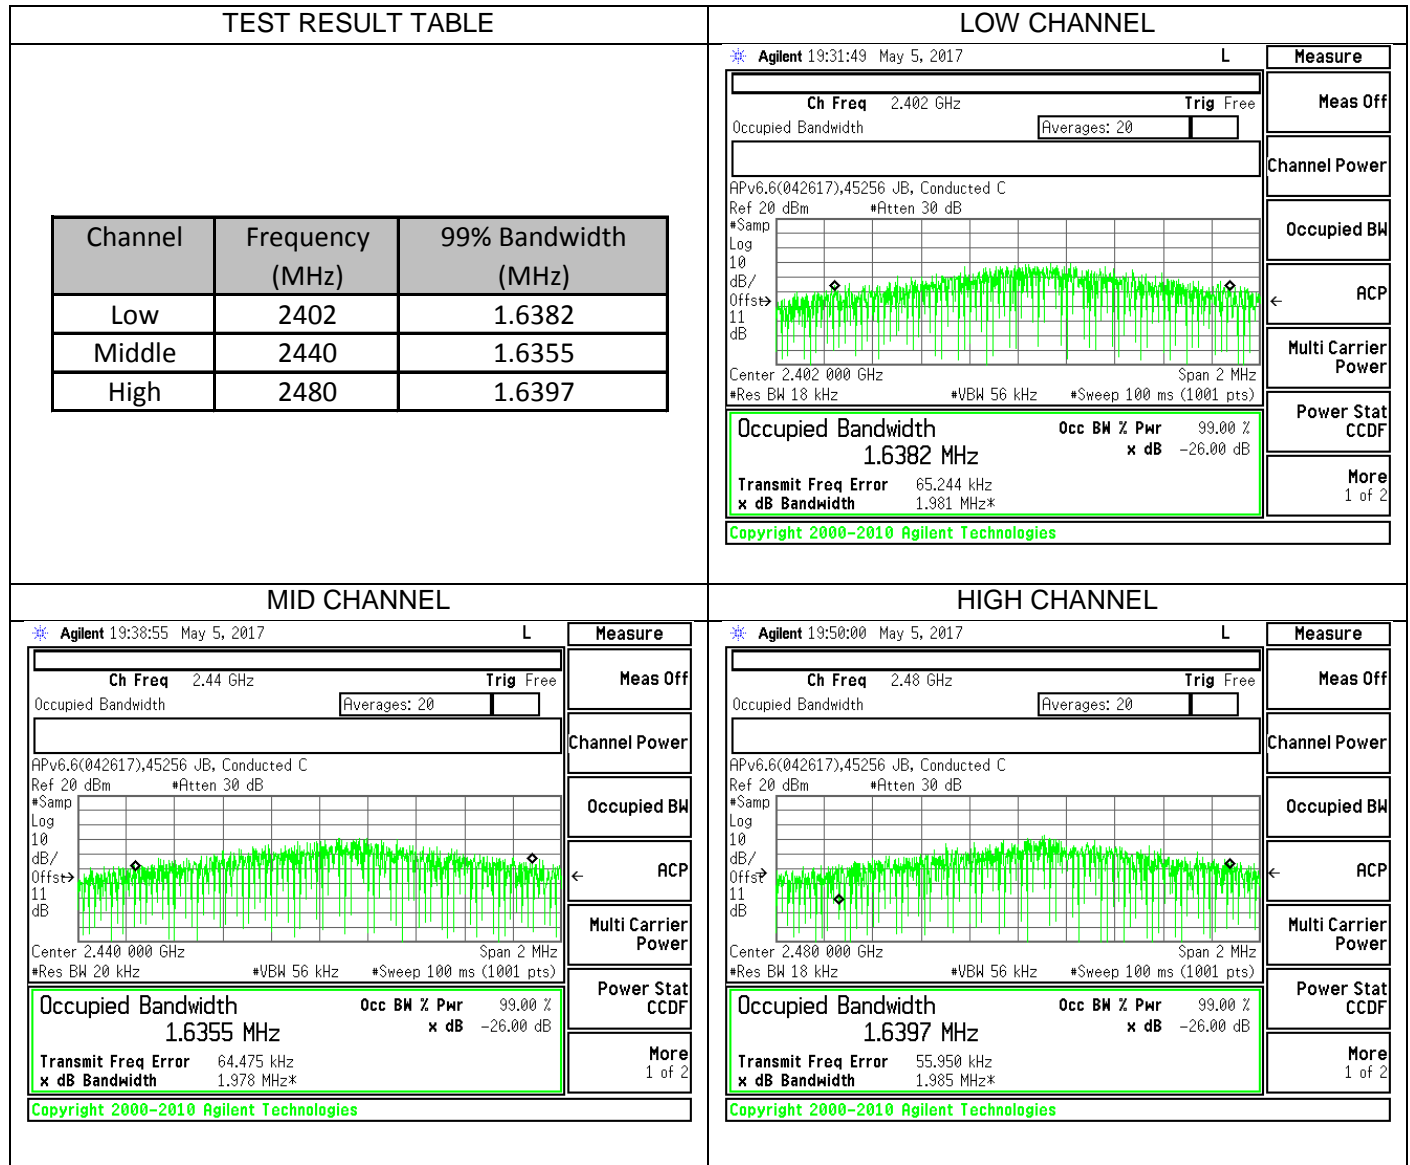 TEST RESULT TABLE
Channel Frequency (MHz) 99% Bandwidth (MHz)
Low 2402 1.6382
Middle 2440 1.6355
High 2480 1.6397
LOW CHANNEL
Agilent 19:31:49 May 5, 2017 L
Measure
Ch Freq 2.402 GHz Trig Free
Occupied Bandwidth Averages: 20
APv6.6(042617),45256 JB, Conducted C
Ref 20 dBm #Atten 30 dB
#Samp
Log
10
dB/
Offst
11
dB
Center 2.402 000 GHz Span 2 MHz
#Res BW 18 kHz #VBW 56 kHz #Sweep 100 ms (1001 pts)
Occupied Bandwidth Occ BW % Pwr 99.00 %
1.6382 MHz x dB -26.00 dB
Transmit Freq Error 65.244 kHz
x dB Bandwidth 1.981 MHz*
Copyright 2000-2010 Agilent Technologies
Meas Off
Channel Power
Occupied BW
ACP
Multi Carrier
Power
Power Stat
CCDF
More
1 of 2
MID CHANNEL
Agilent 19:38:55 May 5, 2017 L
Measure
Ch Freq 2.44 GHz Trig Free
Occupied Bandwidth Averages: 20
APv6.6(042617),45256 JB, Conducted C
Ref 20 dBm #Atten 30 dB
#Samp
Log
10
dB/
Offst
11
dB
Center 2.440 000 GHz Span 2 MHz
#Res BW 20 kHz #VBW 56 kHz #Sweep 100 ms (1001 pts)
Occupied Bandwidth Occ BW % Pwr 99.00 %
1.6355 MHz x dB -26.00 dB
Transmit Freq Error 64.475 kHz
x dB Bandwidth 1.978 MHz*
Copyright 2000-2010 Agilent Technologies
Meas Off
Channel Power
Occupied BW
ACP
Multi Carrier
Power
Power Stat
CCDF
More
1 of 2
HIGH CHANNEL
Agilent 19:50:00 May 5, 2017 L
Measure
Ch Freq 2.48 GHz Trig Free
Occupied Bandwidth Averages: 20
APv6.6(042617),45256 JB, Conducted C
Ref 20 dBm #Atten 30 dB
#Samp
Log
10
dB/
Offst
11
dB
Center 2.480 000 GHz Span 2 MHz
#Res BW 18 kHz #VBW 56 kHz #Sweep 100 ms (1001 pts)
Occupied Bandwidth Occ BW % Pwr 99.00 %
1.6397 MHz x dB -26.00 dB
Transmit Freq Error 55.950 kHz
x dB Bandwidth 1.985 MHz*
Copyright 2000-2010 Agilent Technologies
Meas Off
Channel Power
Occupied BW
ACP
Multi Carrier
Power
Power Stat
CCDF
More
1 of 2